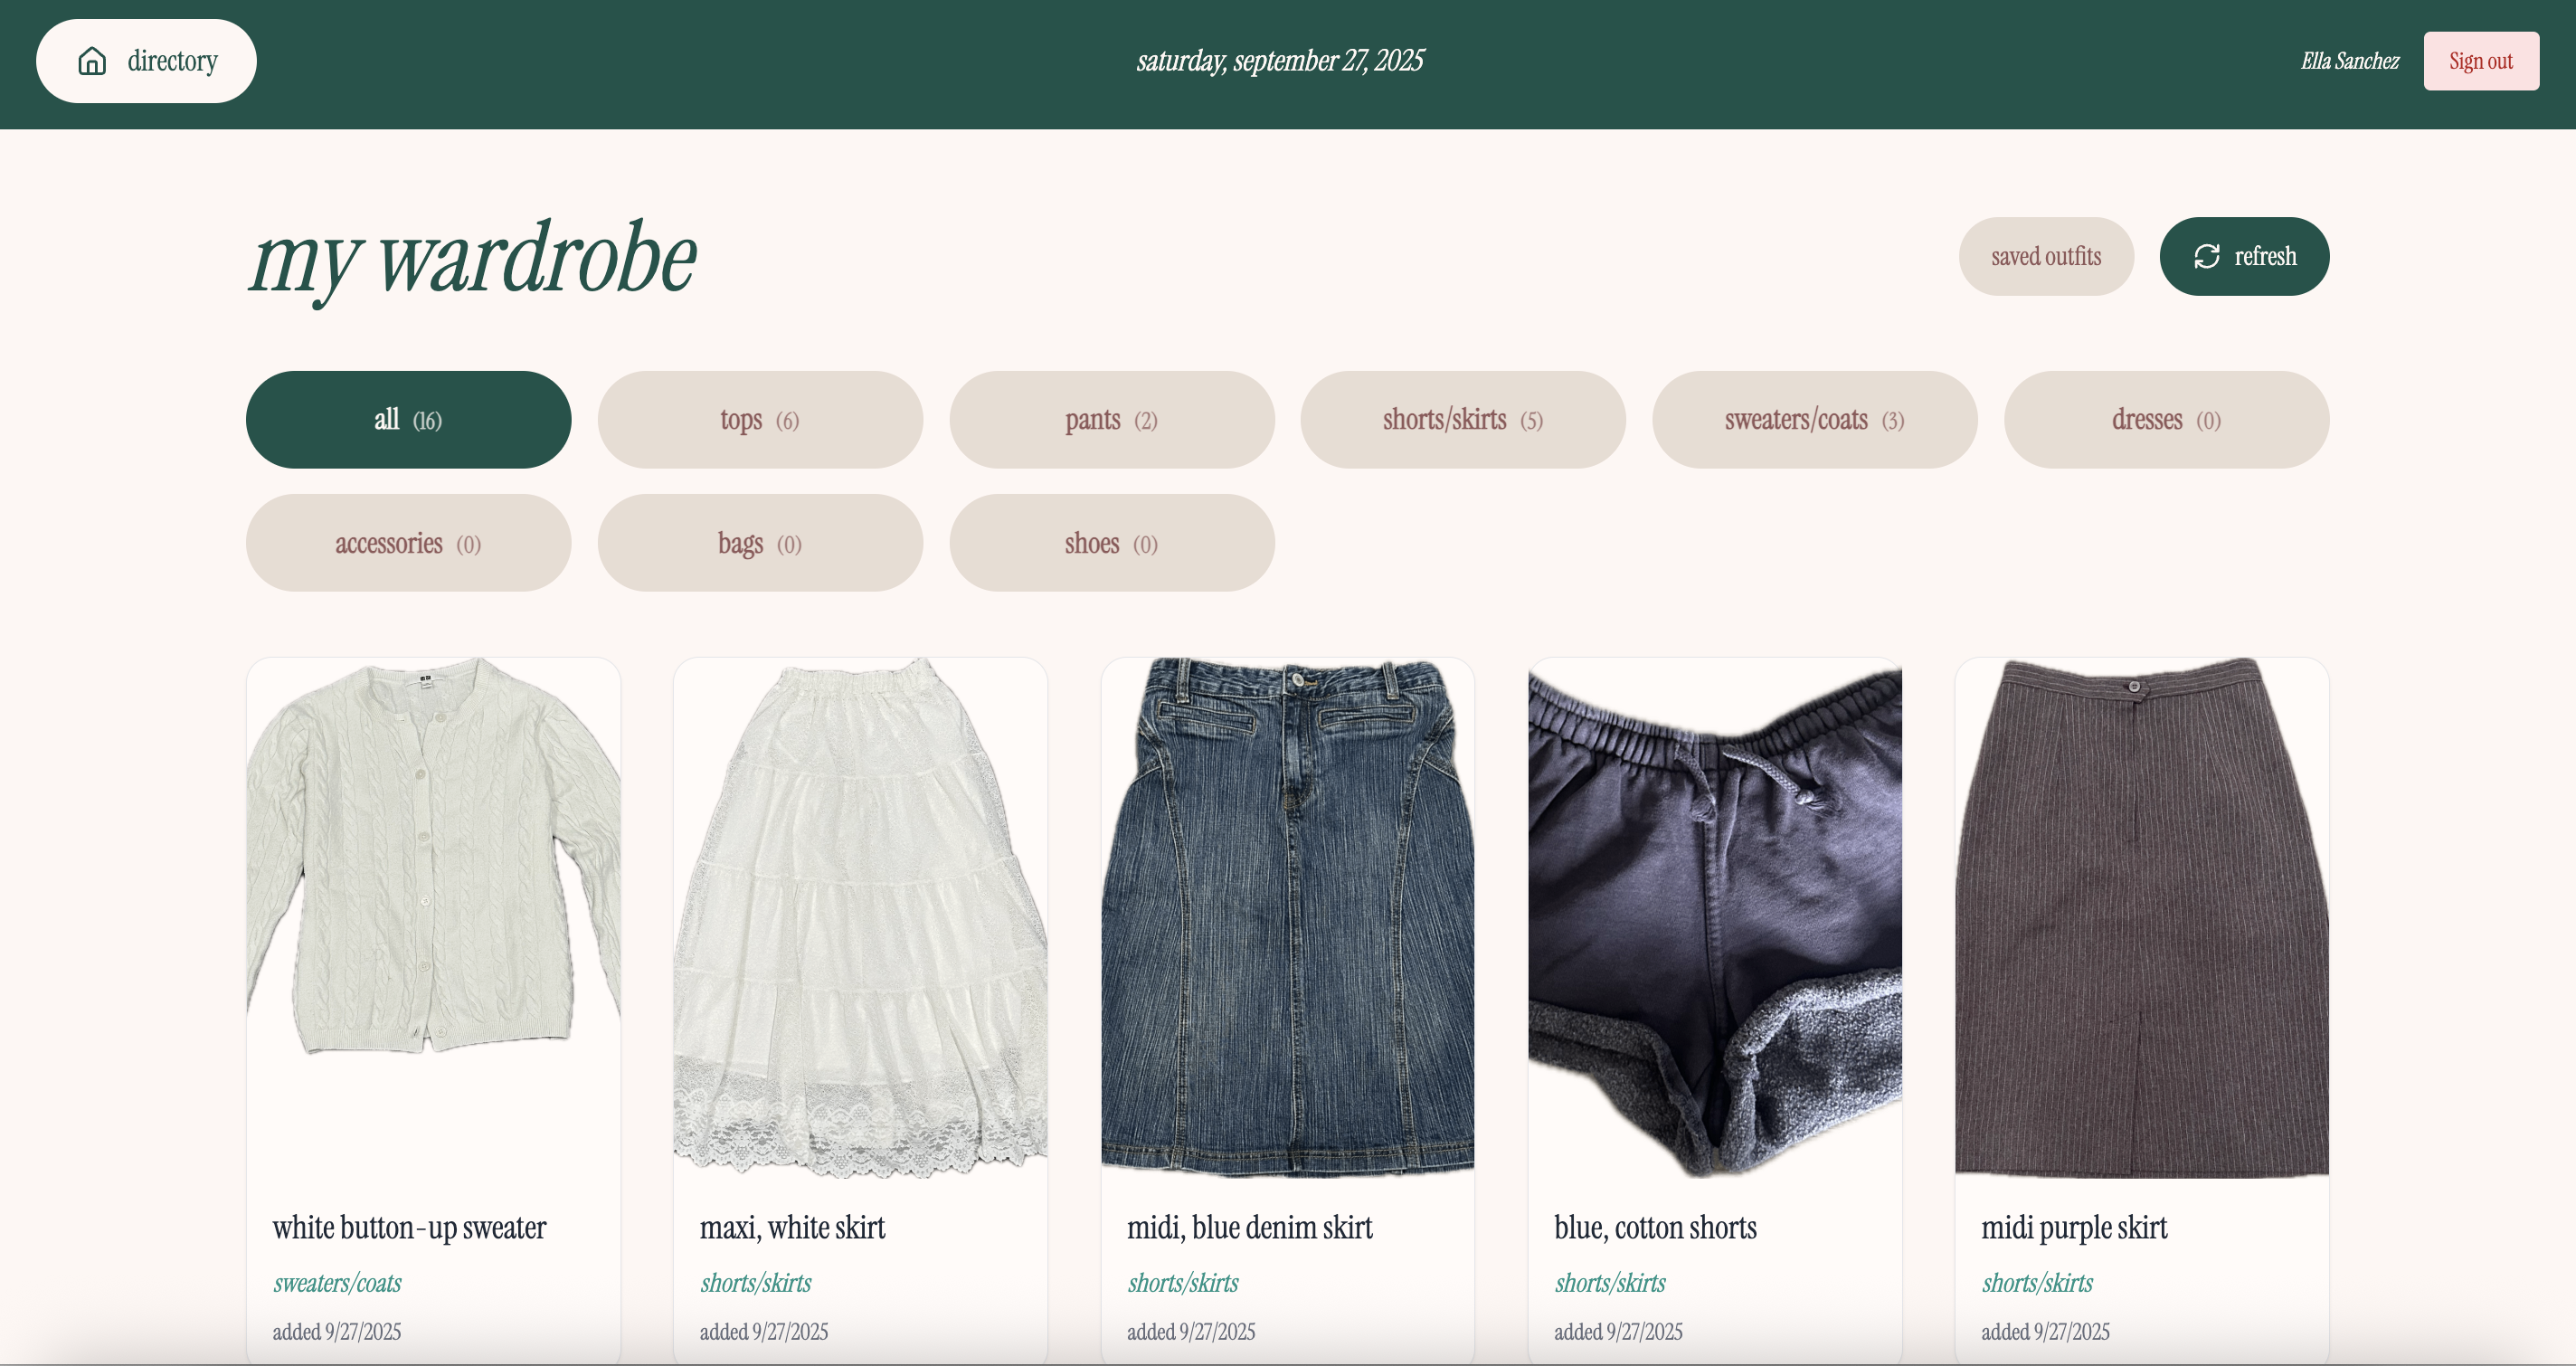 directory
saturday, september 27, 2025
Ella Sanchez
Sign out
my wardrobe
saved outfits
refresh
all (16)
tops (6)
pants (2)
shorts/skirts (5)
sweaters/coats (3)
dresses (0)
accessories (0)
bags (0)
shoes (0)
white button-up sweater
sweaters/coats
added 9/27/2025
maxi, white skirt
shorts/skirts
added 9/27/2025
midi, blue denim skirt
shorts/skirts
added 9/27/2025
blue, cotton shorts
shorts/skirts
added 9/27/2025
midi purple skirt
shorts/skirts
added 9/27/2025